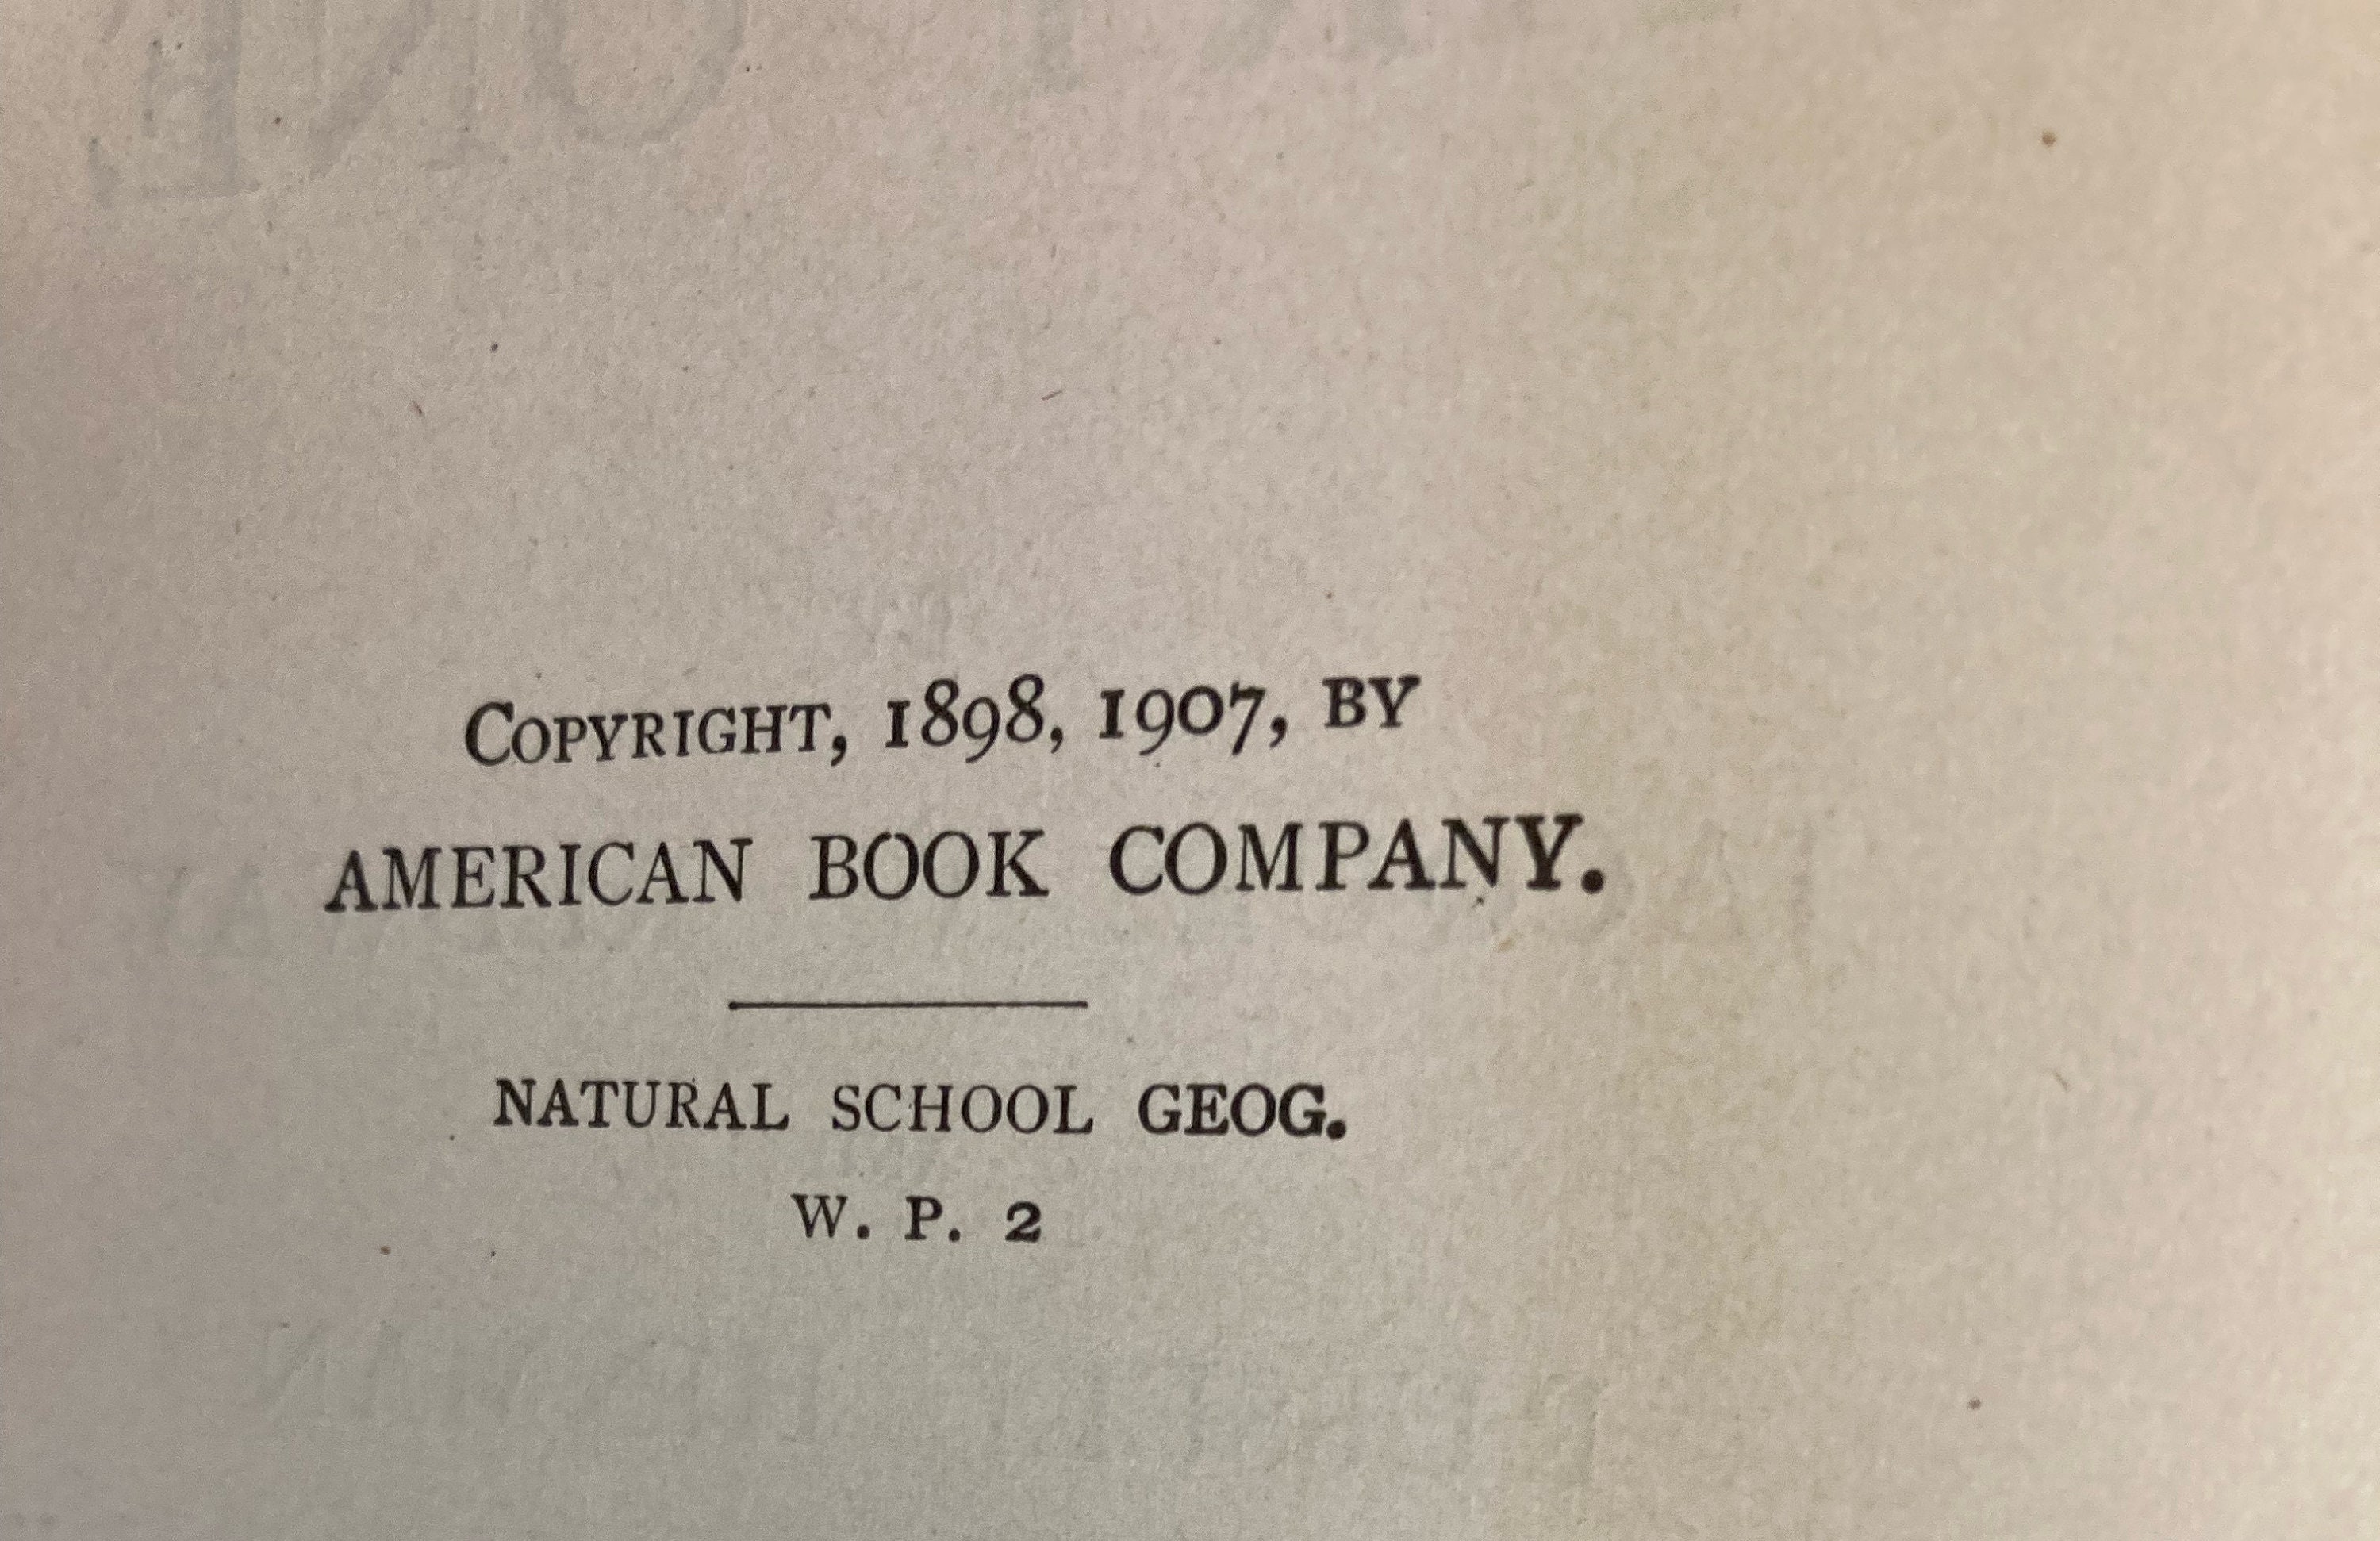 Copyright, 1898, 1907, by
AMERICAN BOOK COMPANY.
NATURAL SCHOOL GEOG.
W. P. 2